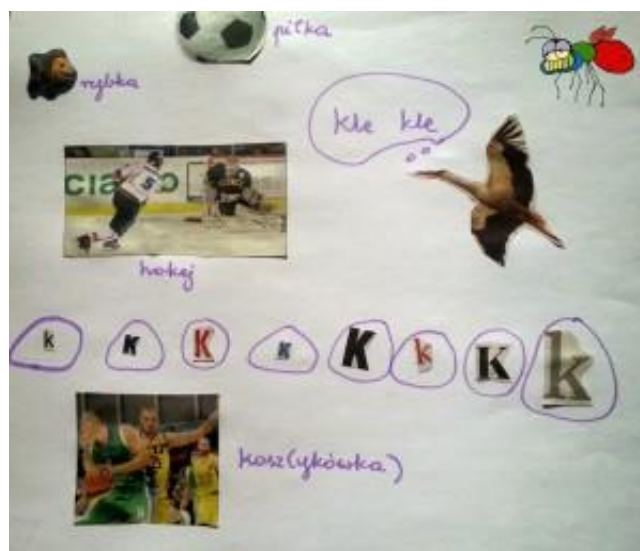 piłka
rybka
kle kle
hokej
k K K k K k K k
kosz(ykówka)